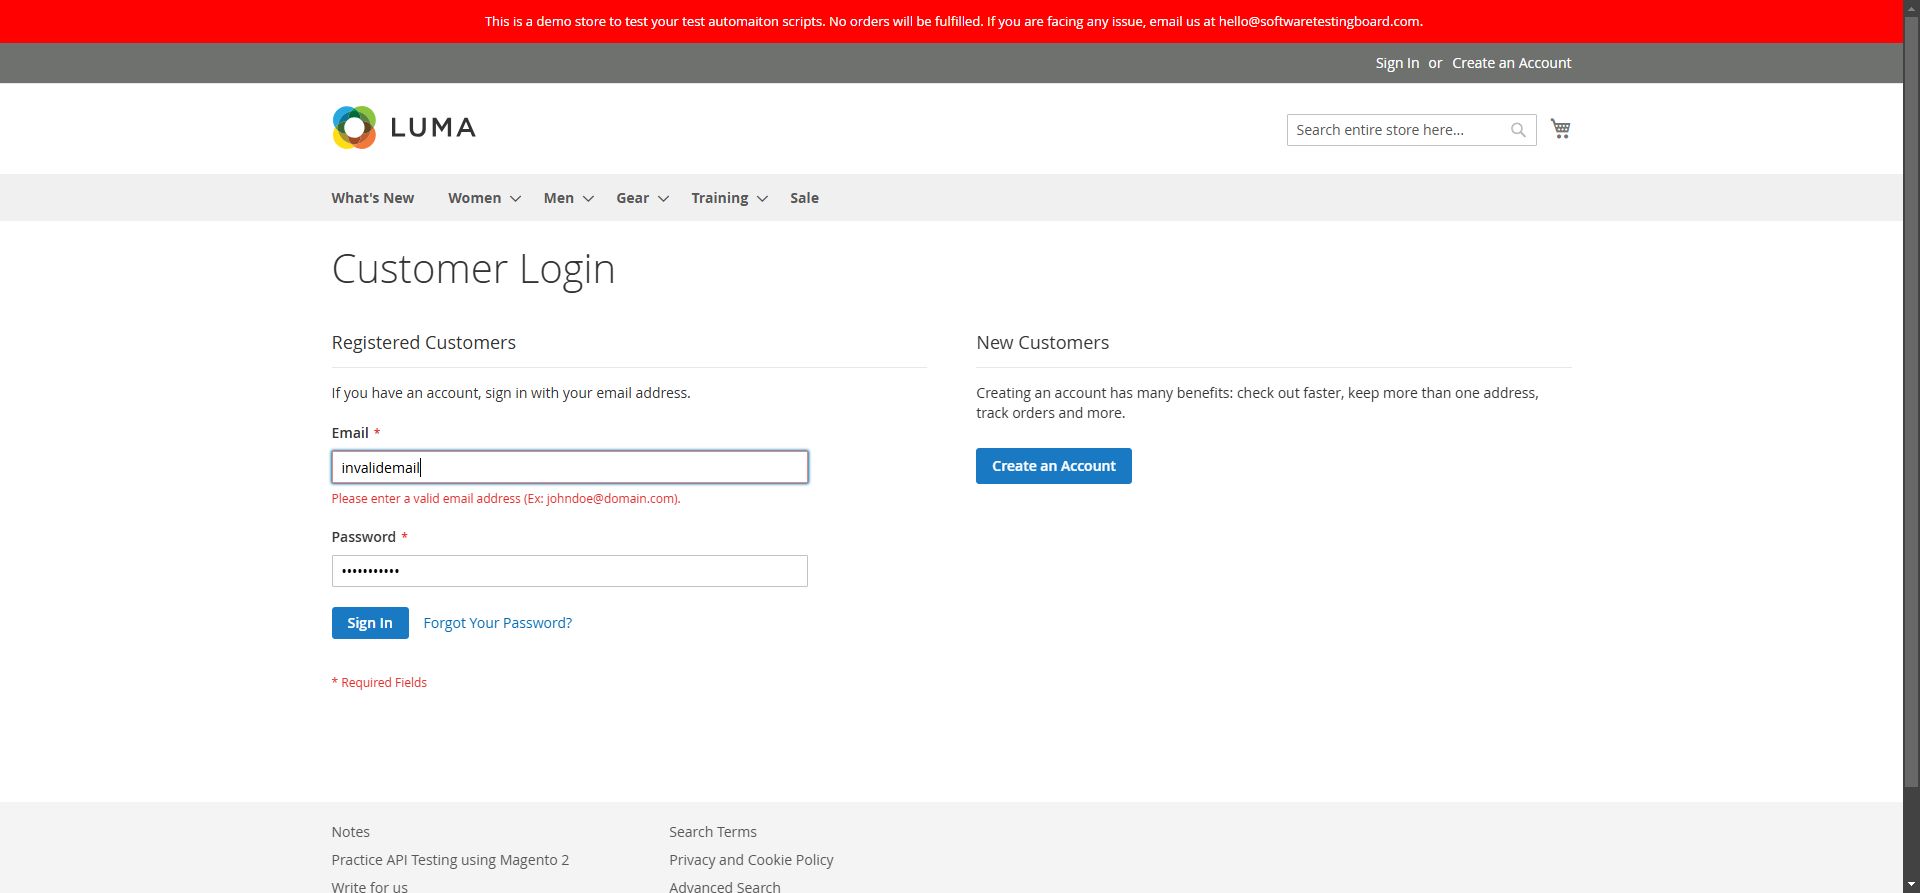 This is a demo store to test your test automaiton scripts. No orders will be fulfilled. If you are facing any issue, email us at hello@softwaretestingboard.com.
Sign In or Create an Account
LUMA
Search entire store here...
What's New Women Men Gear Training Sale
Customer Login
Registered Customers
If you have an account, sign in with your email address.
Email *
invalidemail
Please enter a valid email address (Ex: johndoe@domain.com).
Password *
•••••••••••
Sign In Forgot Your Password?
* Required Fields
New Customers
Creating an account has many benefits: check out faster, keep more than one address,
track orders and more.
Create an Account
Notes
Practice API Testing using Magento 2
Write for us
Search Terms
Privacy and Cookie Policy
Advanced Search